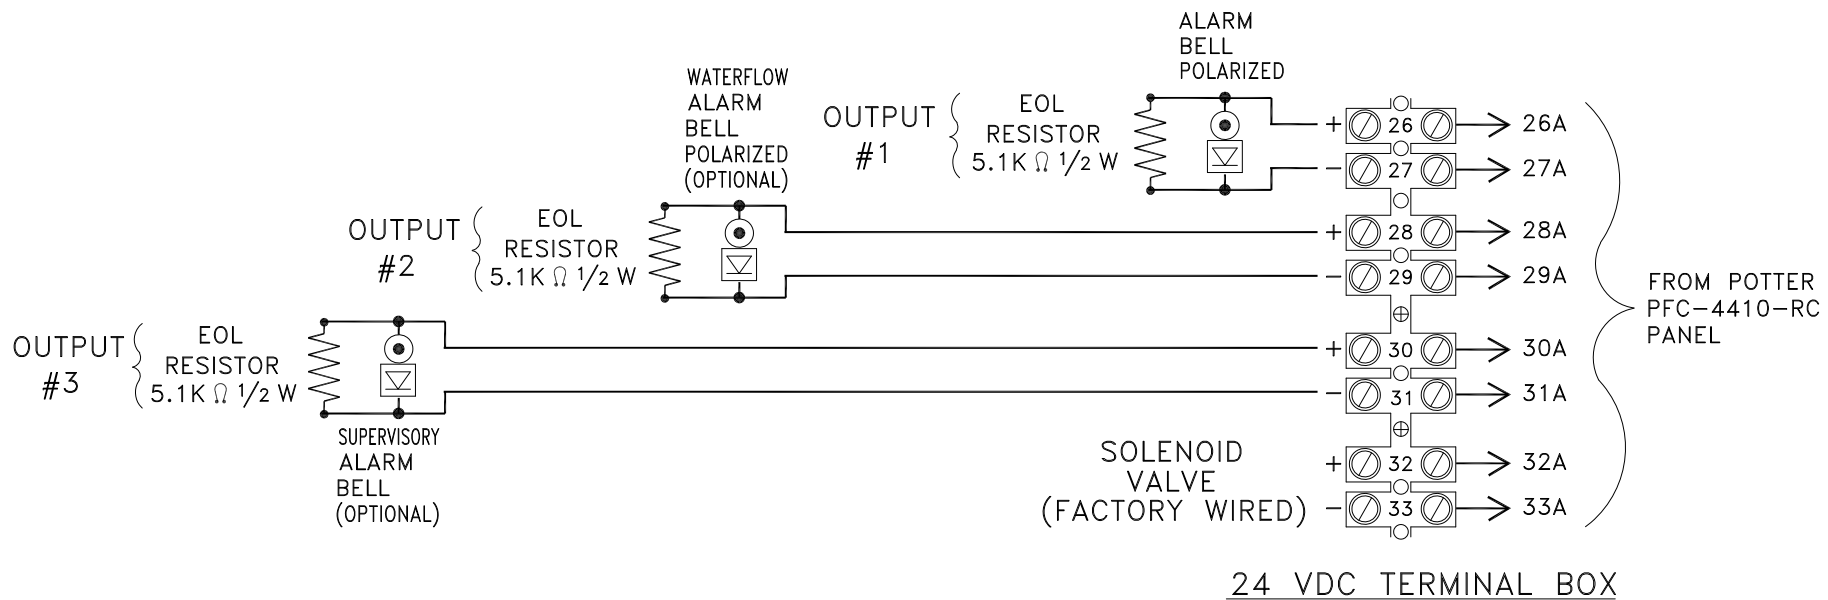 ALARM
BELL
POLARIZED
OUTPUT
#1
EOL
RESISTOR
5.1K Ω 1/2 W
WATERFLOW
ALARM
BELL
POLARIZED
(OPTIONAL)
OUTPUT
#2
EOL
RESISTOR
5.1K Ω 1/2 W
OUTPUT
#3
EOL
RESISTOR
5.1K Ω 1/2 W
SUPERVISORY
ALARM
BELL
(OPTIONAL)
SOLENOID
VALVE
(FACTORY WIRED)
+ 26 26A
− 27 27A
+ 28 28A
− 29 29A
+ 30 30A
− 31 31A
+ 32 32A
− 33 33A
FROM POTTER
PFC-4410-RC
PANEL
24 VDC TERMINAL BOX